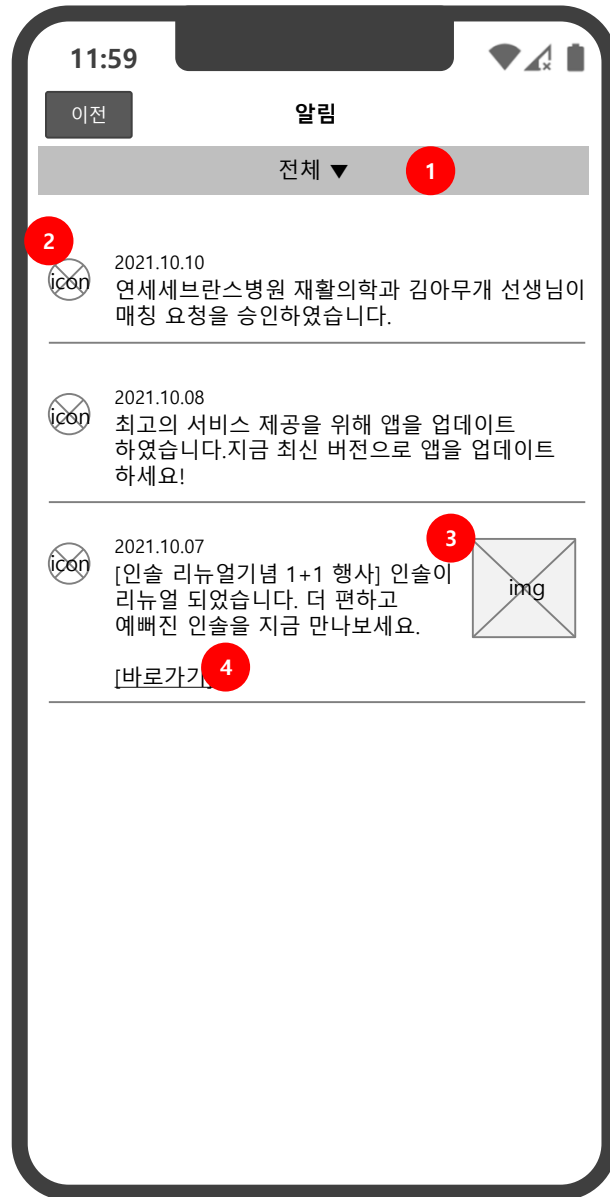 11:59
이전
알림
전체 ▼
1
2
icon
2021.10.10
연세세브란스병원 재활의학과 김아무개 선생님이
매칭 요청을 승인하였습니다.
icon
2021.10.08
최고의 서비스 제공을 위해 앱을 업데이트
하였습니다.지금 최신 버전으로 앱을 업데이트
하세요!
icon
2021.10.07
3
[인솔 리뉴얼기념 1+1 행사] 인솔이
리뉴얼 되었습니다. 더 편하고
예뻐진 인솔을 지금 만나보세요.
img
[바로가기]
4